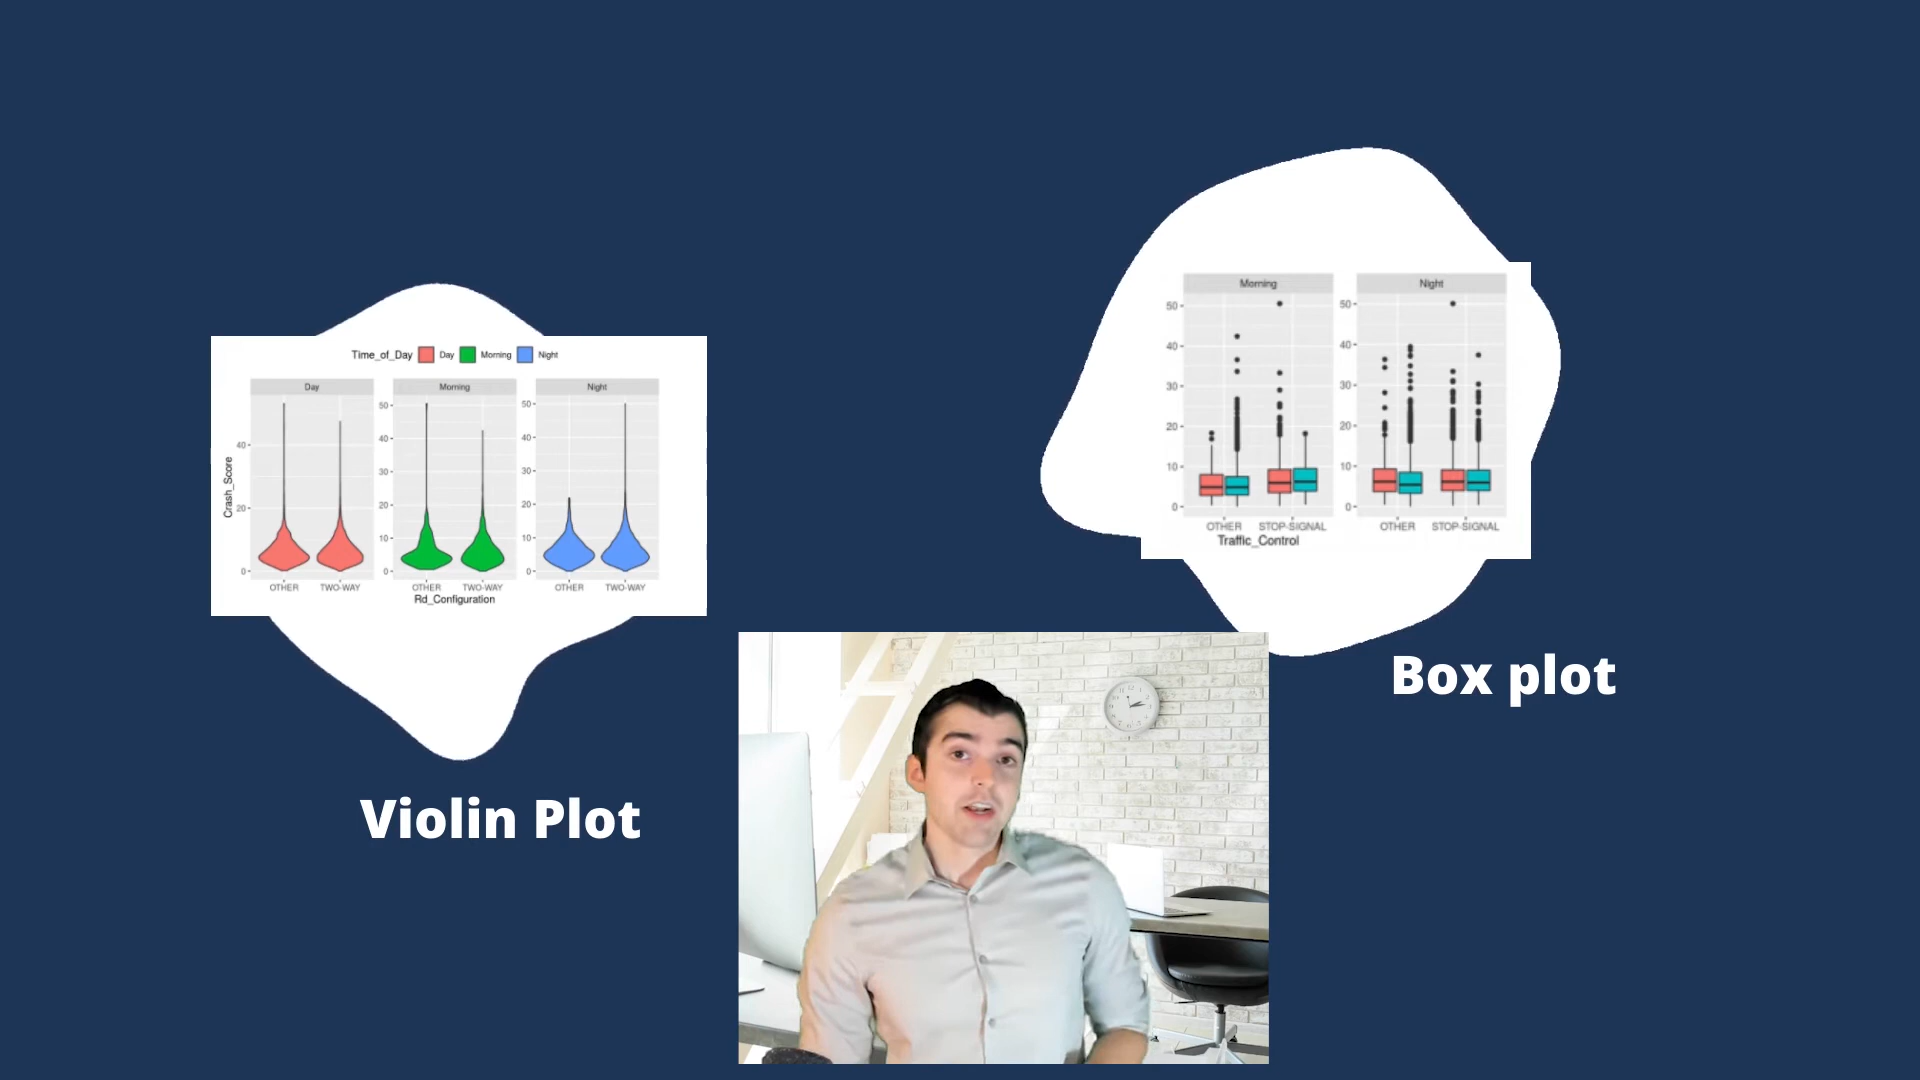 Time_of_Day Day Morning Night
Day Morning Night
Crash_Score
40
20
0
50
40
30
20
10
0
50
40
30
20
10
0
OTHER TWO-WAY OTHER TWO-WAY OTHER TWO-WAY
Rd_Configuration
Violin Plot
Morning Night
50
40
30
20
10
0
50
40
30
20
10
0
OTHER STOP-SIGNAL OTHER STOP-SIGNAL
Traffic_Control
Box plot